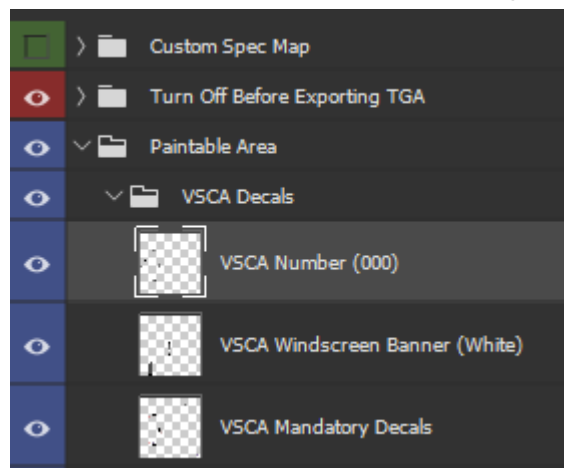 Custom Spec Map
Turn Off Before Exporting TGA
Paintable Area
VSCA Decals
VSCA Number (000)
VSCA Windscreen Banner (White)
VSCA Mandatory Decals